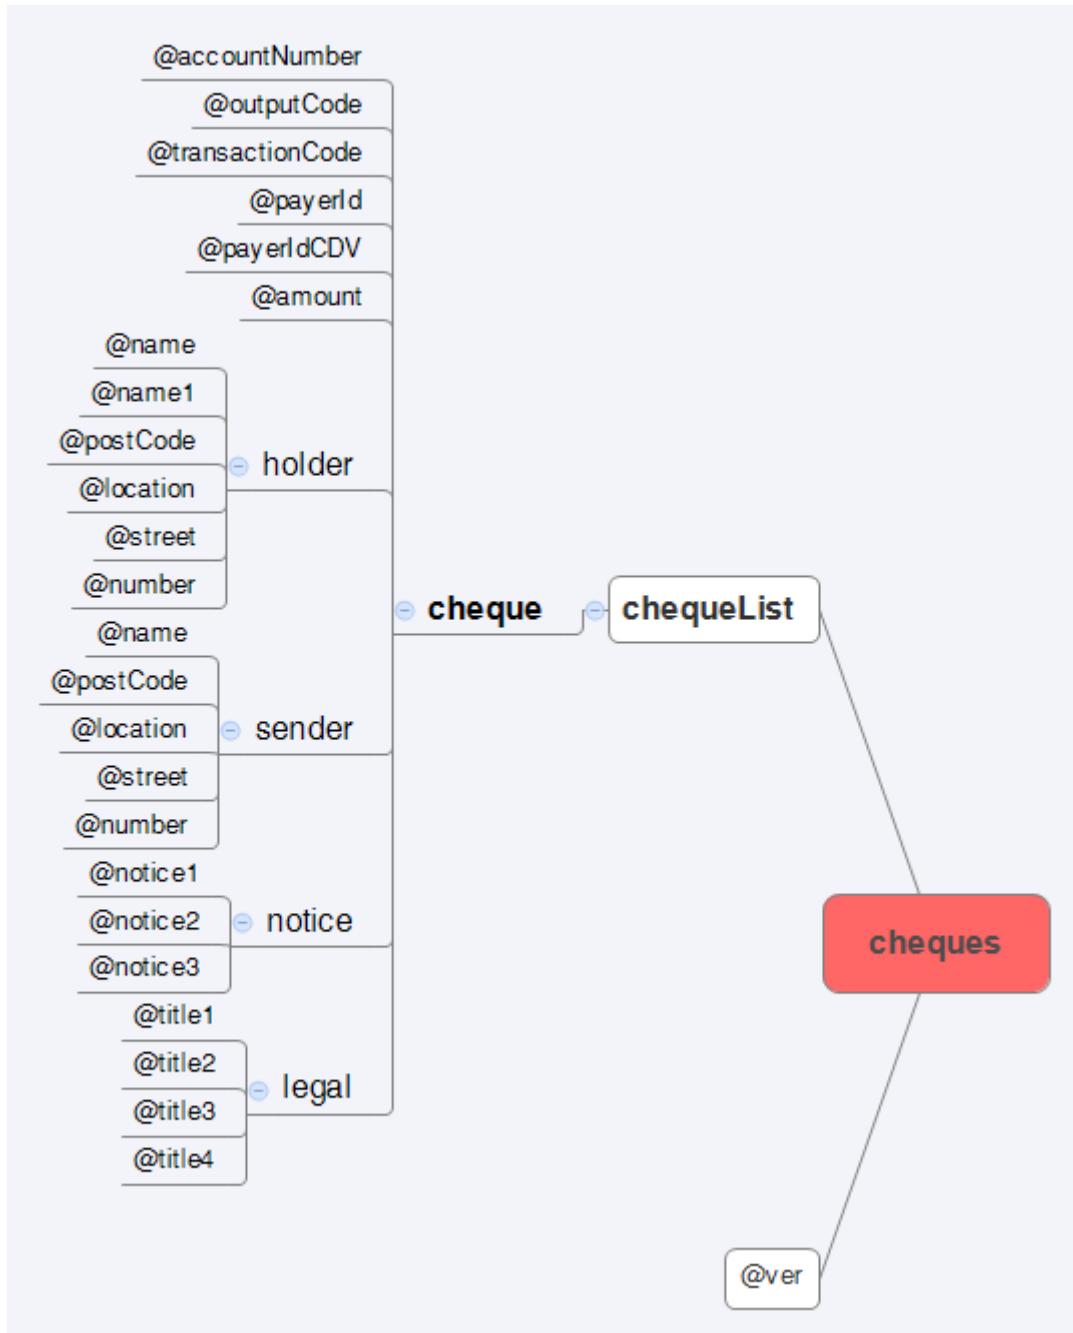 @accountNumber
@outputCode
@transactionCode
@payerId
@payerIdCDV
@amount
@name
@name1
@postCode
holder
@location
@street
@number
cheque
chequeList
@name
@postCode
@location
sender
@street
@number
@notice1
@notice2
notice
cheques
@notice3
@title1
@title2
legal
@title3
@title4
@ver